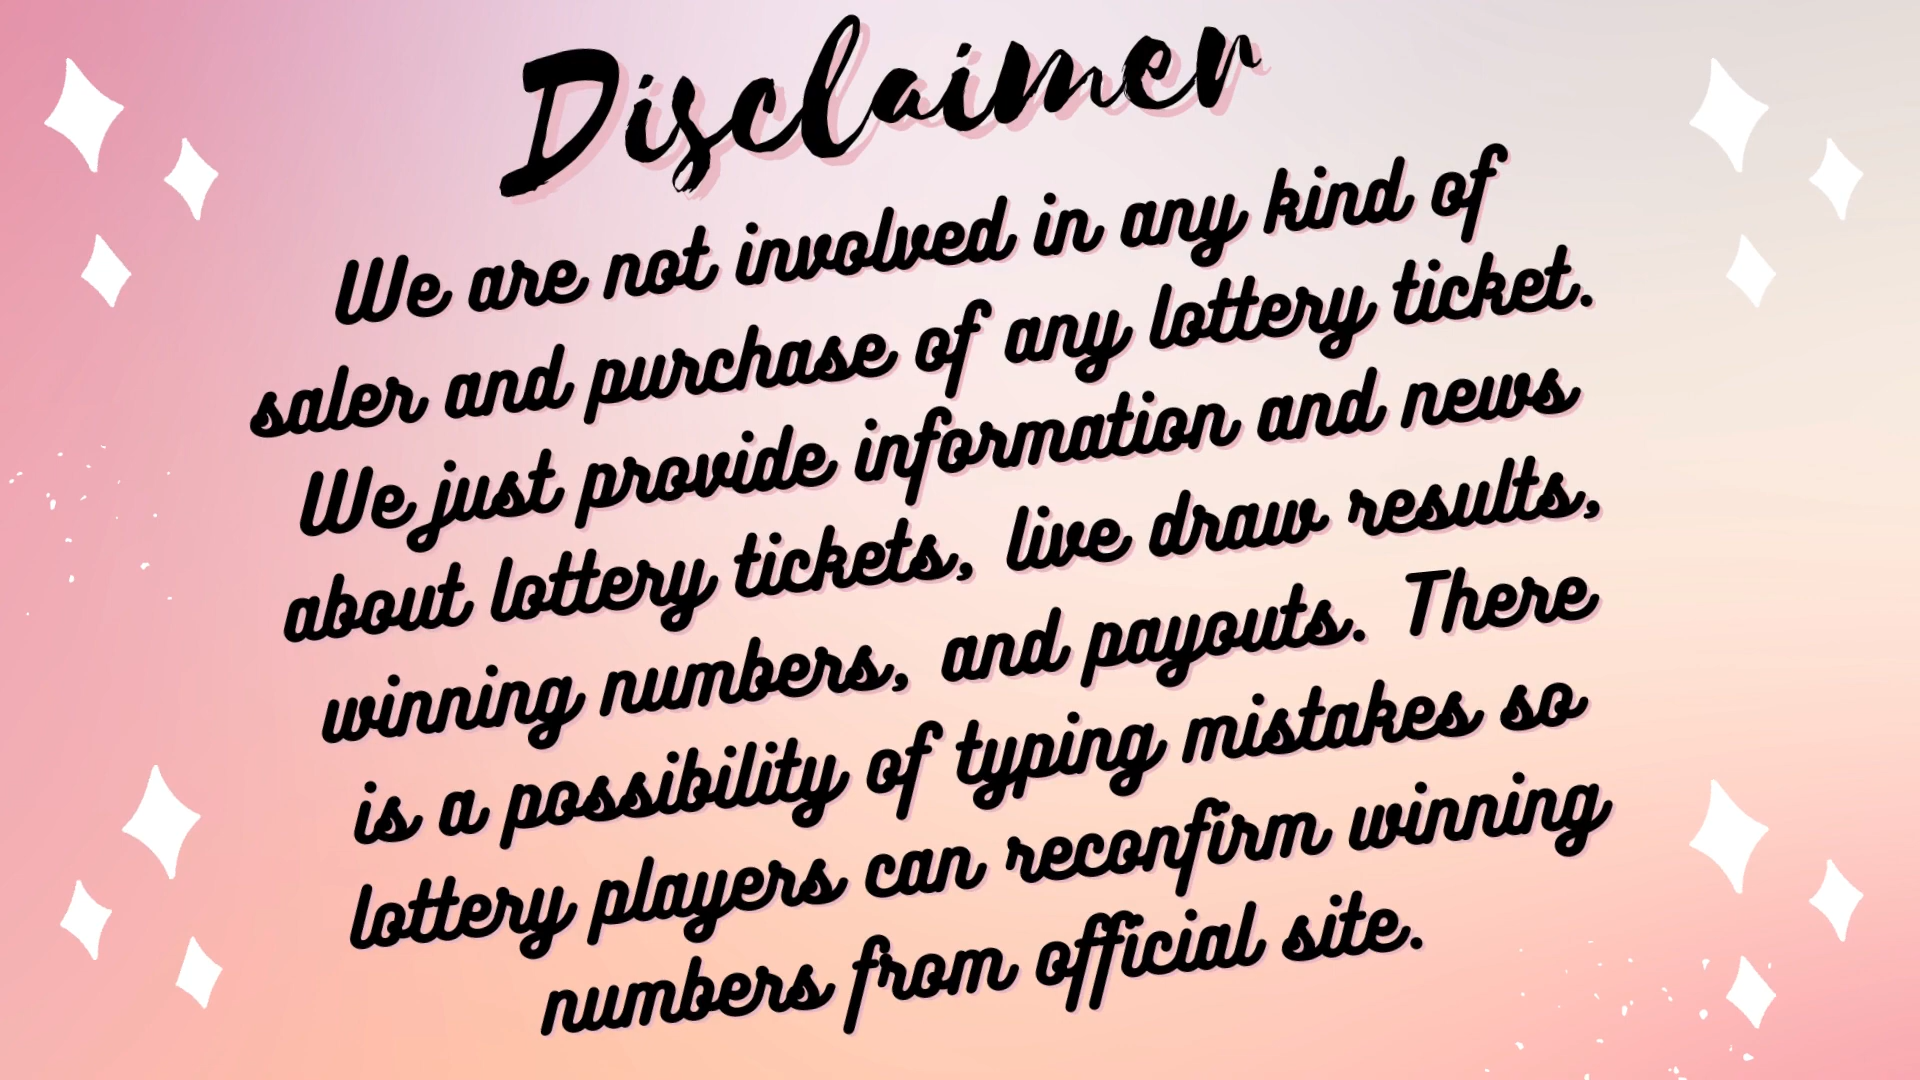 Disclaimer
We are not involved in any kind of
saler and purchase of any lottery ticket.
We just provide information and news
about lottery tickets, live draw results,
winning numbers, and payouts. There
is a possibility of typing mistakes so
lottery players can reconfirm winning
numbers from official site.